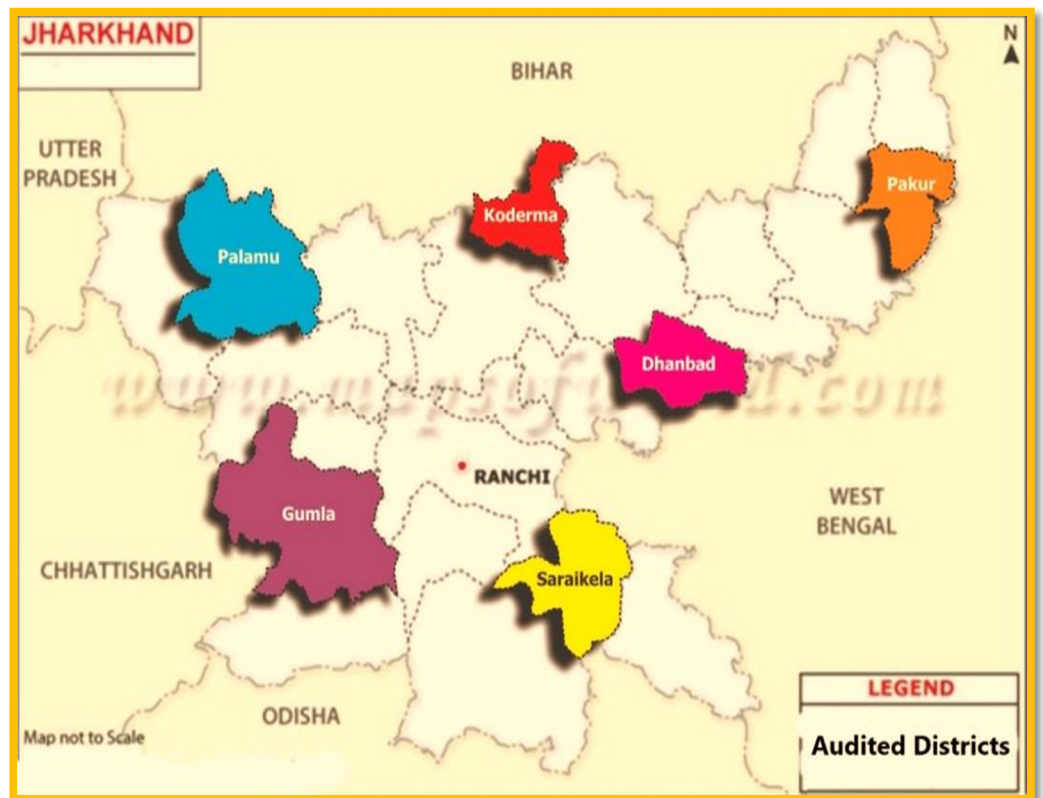 JHARKHAND
N
BIHAR
UTTER
PRADESH
Koderma
Pakur
Palamu
Dhanbad
RANCHI
Gumla
WEST
BENGAL
CHHATTISHGARH
Saraikela
ODISHA
LEGEND
Audited Districts
Map not to Scale